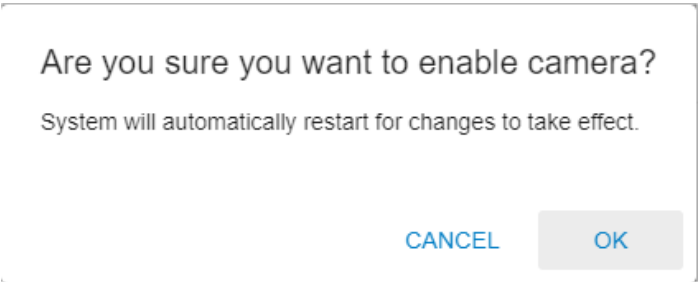 Are you sure you want to enable camera?
System will automatically restart for changes to take effect.
CANCEL OK